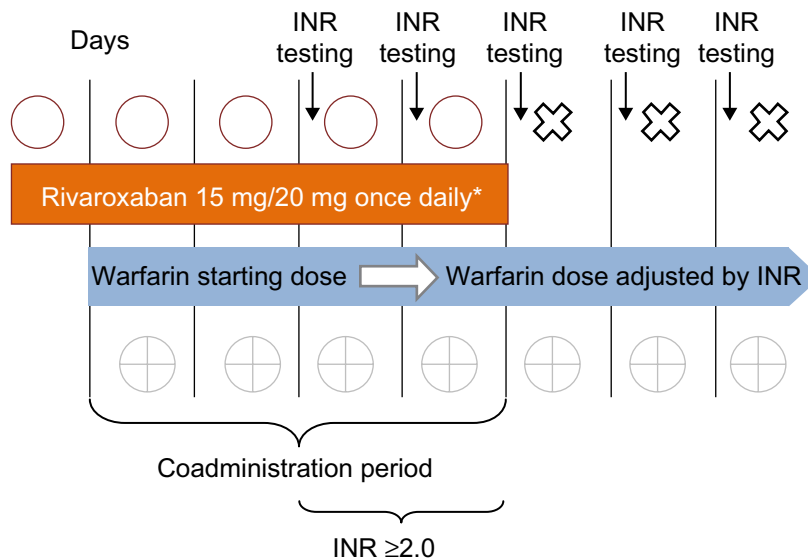 Days
INR
testing
INR
testing
INR
testing
INR
testing
INR
testing
Rivaroxaban 15 mg/20 mg once daily*
Warfarin starting dose
Warfarin dose adjusted by INR
Coadministration period
INR ≥2.0